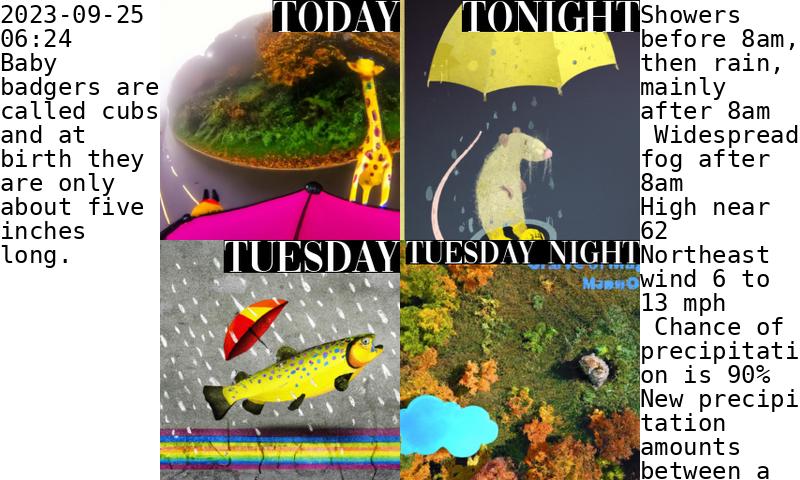 2023-09-25
06:24
Baby
badgers are
called cubs
and at
birth they
are only
about five
inches
long.
TODAY
TONIGHT
TUESDAY
TUESDAY NIGHT
Showers
before 8am,
then rain,
mainly
after 8am
Widespread
fog after
8am
High near
62
Northeast
wind 6 to
13 mph
Chance of
precipitati
on is 90%
New precipi
tation
amounts
between a